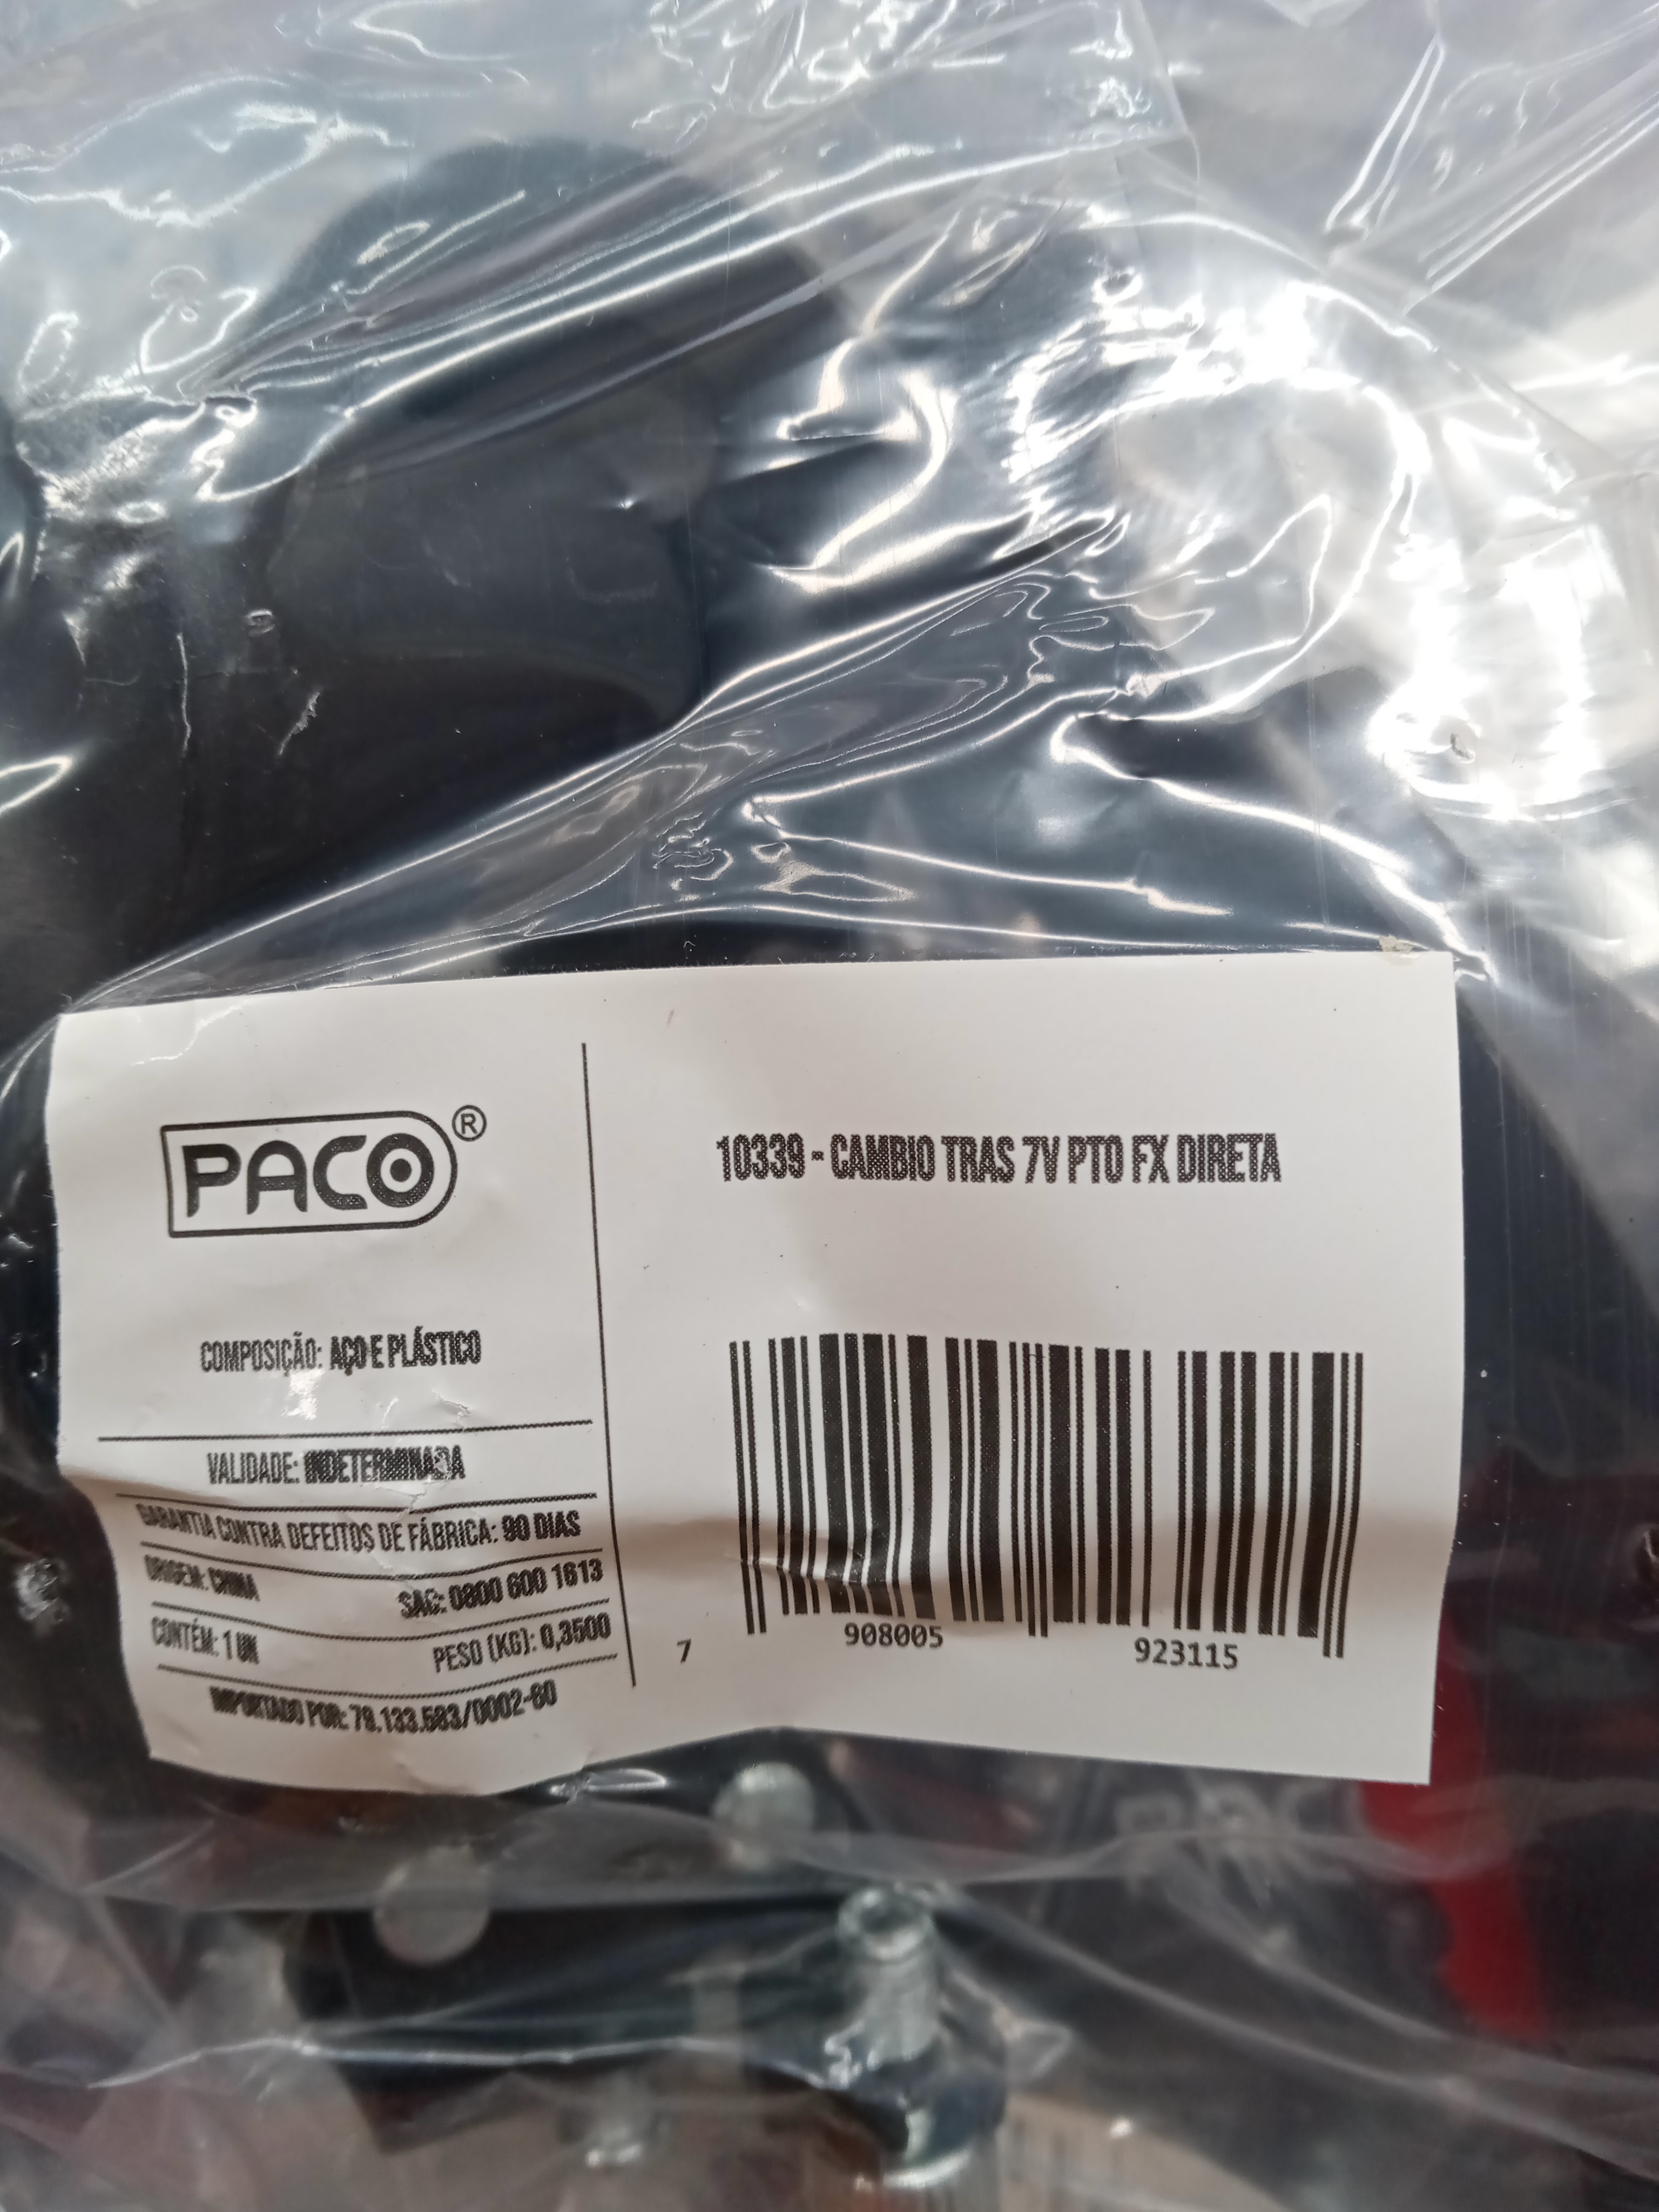 PACO®
COMPOSIÇÃO: AÇO E PLÁSTICO
VALIDADE: INDETERMINADA
GARANTIA CONTRA DEFEITOS DE FÁBRICA: 90 DIAS
ORIGEM: CHINA SAC: 0800 600 1613
CONTÉM: 1 UN PESO (KG): 0,3500
IMPORTADO POR: 79.133.583/0002-60
10339 - CAMBIO TRAS 7V PTO FX DIRETA
7 908005 923115